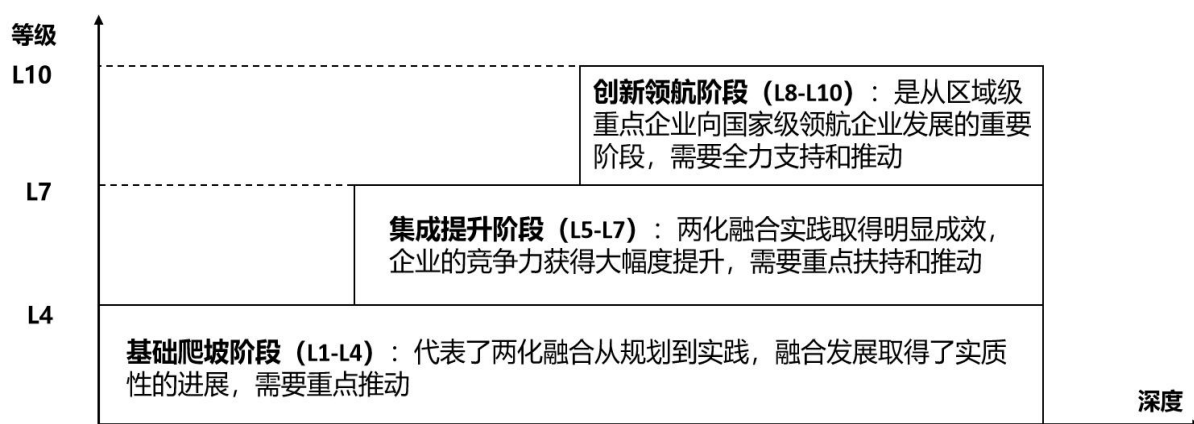 等级
L10
创新领航阶段（L8-L10）：是从区域级
重点企业向国家级领航企业发展的重要
阶段，需要全力支持和推动
L7
集成提升阶段（L5-L7）：两化融合实践取得明显成效，
企业的竞争力获得大幅度提升，需要重点扶持和推动
L4
基础爬坡阶段（L1-L4）：代表了两化融合从规划到实践，融合发展取得了实质
性的进展，需要重点推动
深度